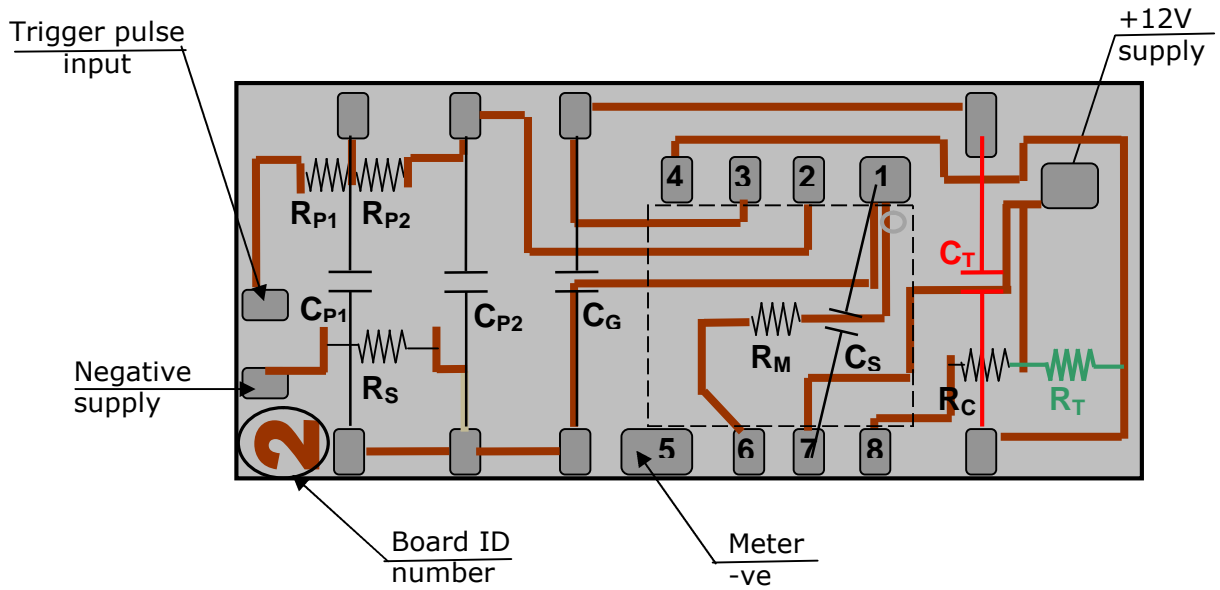 Trigger pulse
input
+12V
supply
4 3 2 1
RP1 RP2
CT
CP1 CP2 CG
RM CS
Negative
supply
RS
RC RT
2
5 6 7 8
Board ID
number
Meter
-ve